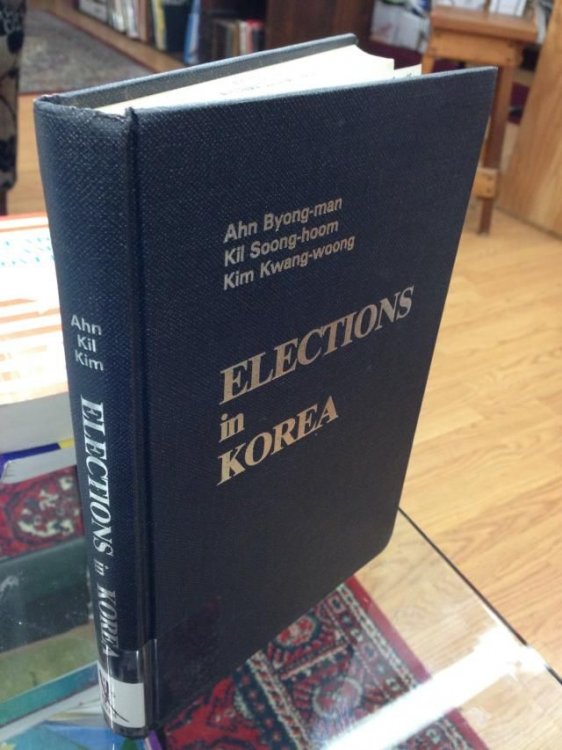 Ahn Byong-man
Kil Soong-hoom
Kim Kwang-woong
ELECTIONS
in
KOREA
Ahn
Kil
Kim
ELECTIONS in KOREA